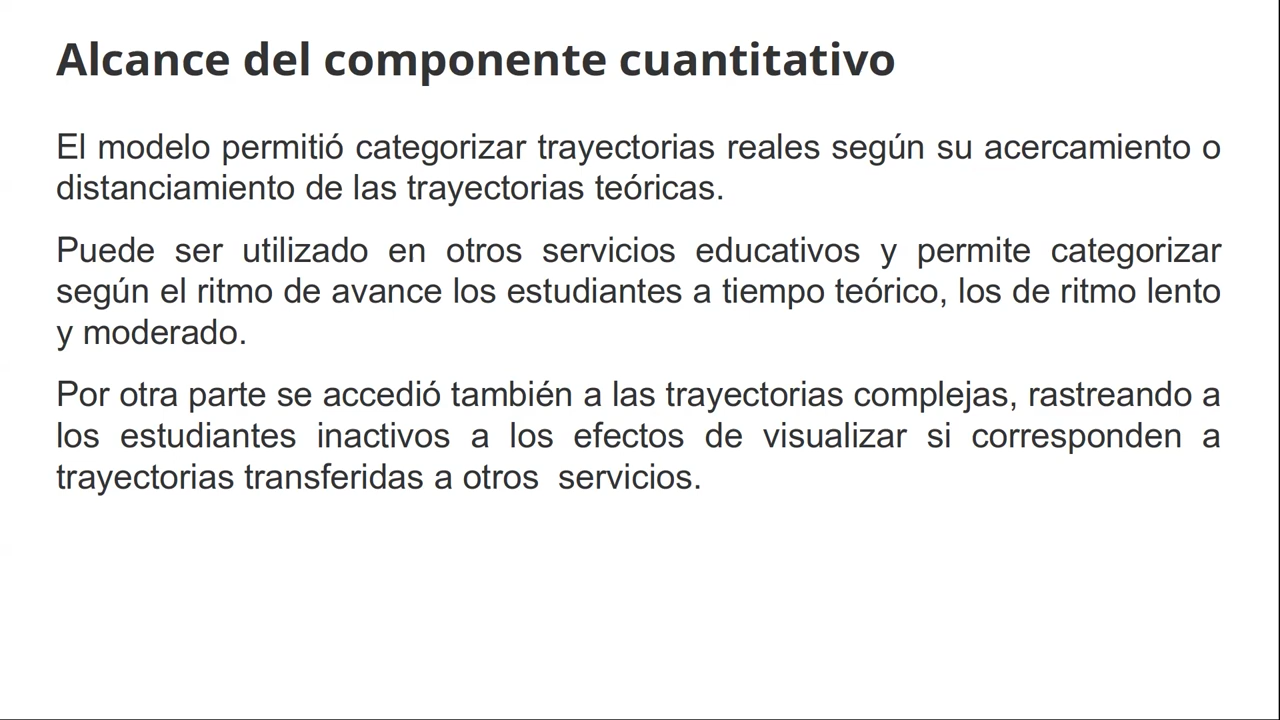 Alcance del componente cuantitativo
El modelo permitió categorizar trayectorias reales según su acercamiento o
distanciamiento de las trayectorias teóricas.
Puede ser utilizado en otros servicios educativos y permite categorizar
según el ritmo de avance los estudiantes a tiempo teórico, los de ritmo lento
y moderado.
Por otra parte se accedió también a las trayectorias complejas, rastreando a
los estudiantes inactivos a los efectos de visualizar si corresponden a
trayectorias transferidas a otros  servicios.